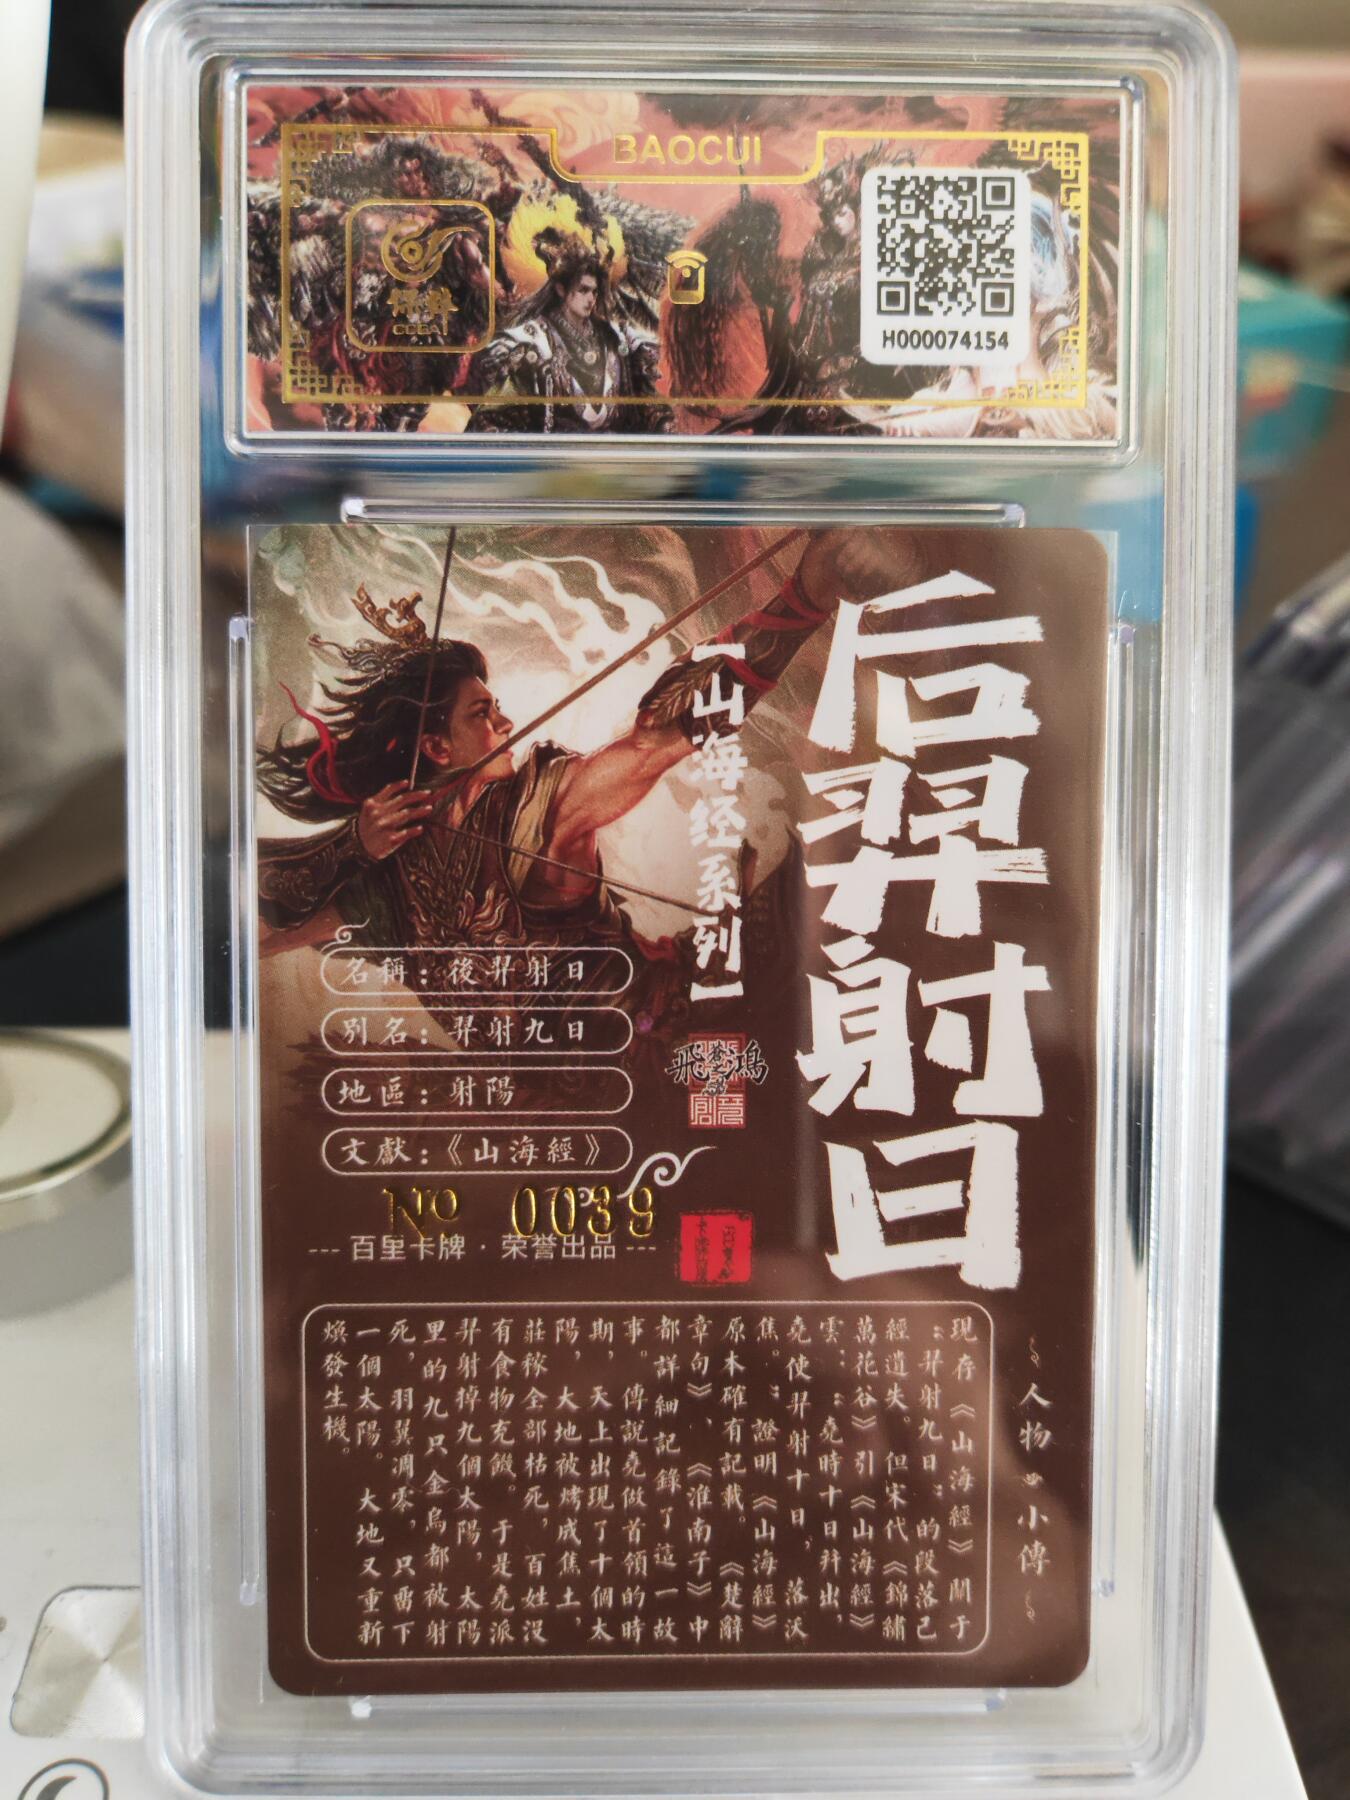 BAOCUI
保粹
CCGA
H000074154
后羿射日
【山海经系列】
名稱：後羿射日
別名：羿射九日
地區：射陽
文獻：《山海經》
飛鴻
No 0039
--- 百里卡牌 · 荣誉出品 ---
人物 小傳
現存《山海經》關于
：羿射九日：的段落已
經遺失。但宋代《錦繡
萬花谷》引《山海經》
雲：：堯時十日幷出，
堯使羿射十日，落沃
焦。：證明《山海經》
原本確有記載。《楚辭
章句》、《淮南子》中
都詳細記錄了這一故
事。傳說堯做首領的時
期，天上出現了十個太
陽，大地被烤成焦土，
莊稼全部枯死，百姓沒
有食物充饑。于是堯派
羿射掉九個太陽，太陽
里的九只金烏都被射
死，羽翼凋零，只留下
一個太陽。大地又重新
煥發生機。